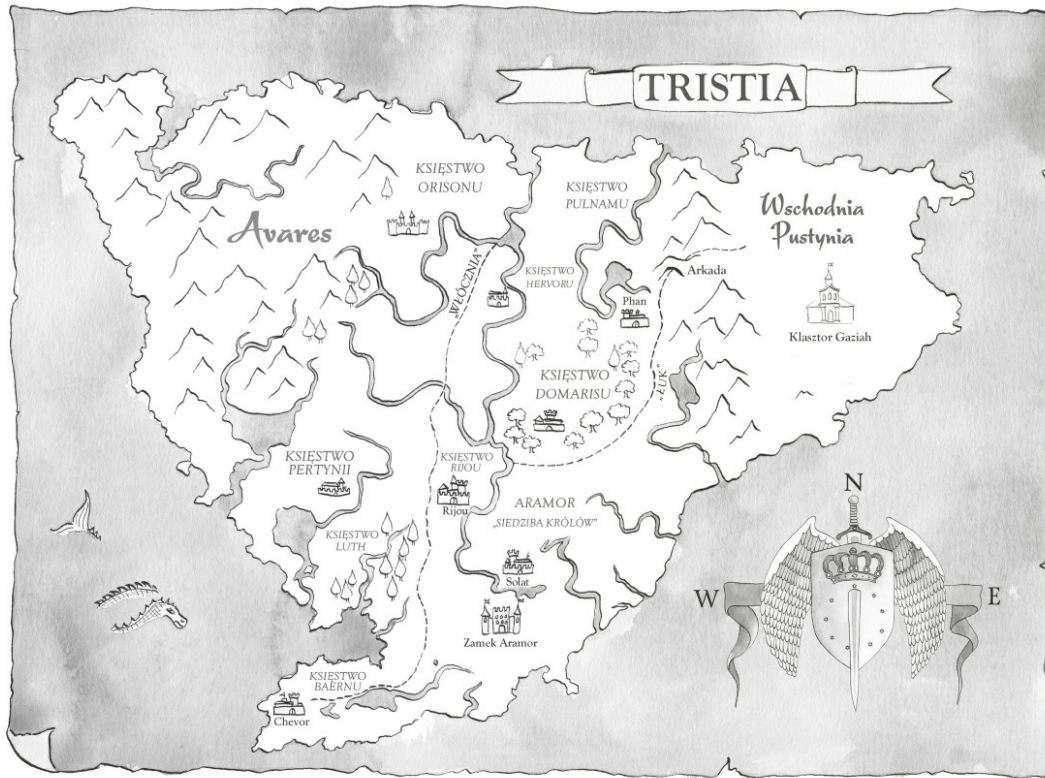 TRISTIA
KSIĘSTWO
ORISONU
KSIĘSTWO
PULNAMU
Wschodnia
Pustynia
Avares
„WŁÓCZNIA”
KSIĘSTWO
HERVORU
Arkada
Phan
Klasztor Gaziah
KSIĘSTWO
DOMARISU
„ŁUK”
KSIĘSTWO
PERTYNII
KSIĘSTWO
RIJOU
Rijou
ARAMOR
„SIEDZIBA KRÓLÓW”
KSIĘSTWO
LUTH
Solat
Zamek Aramor
KSIĘSTWO
BAERNU
Chevor
N
W
E